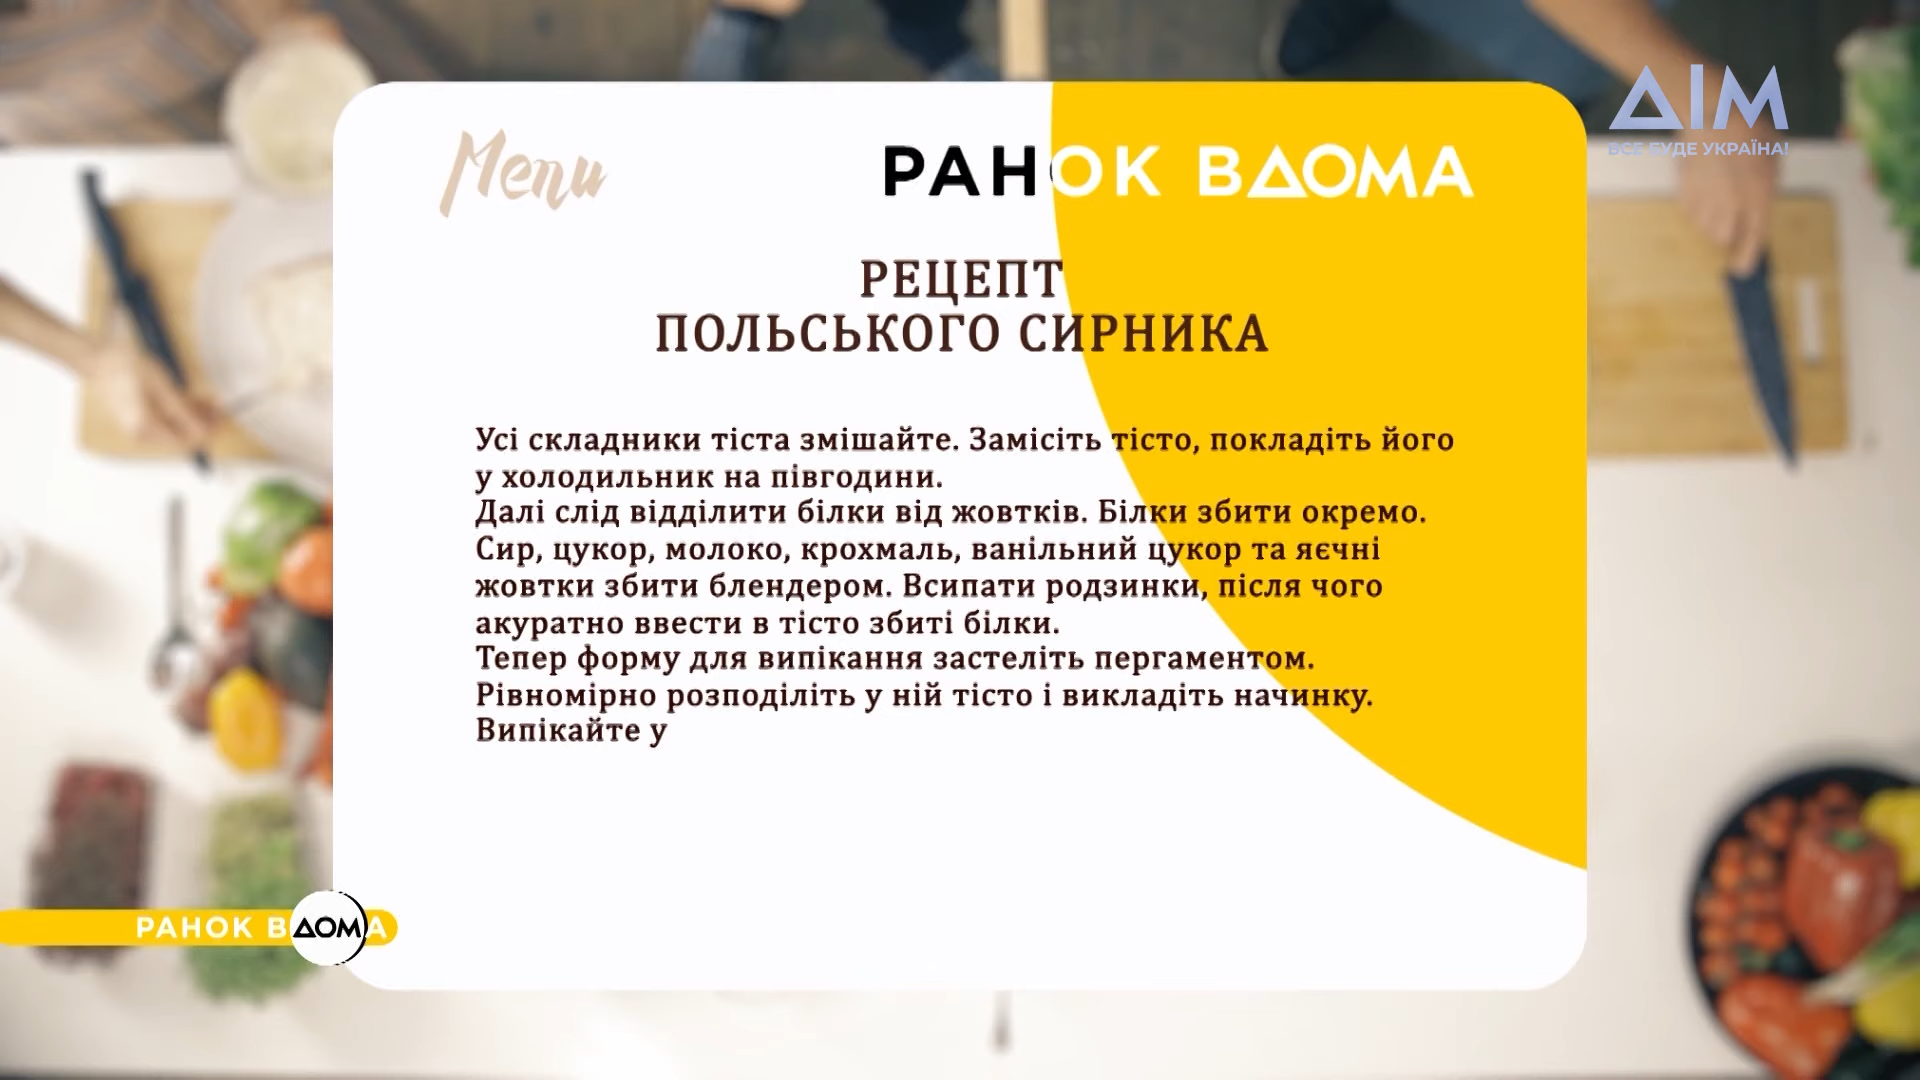 Menu
РАНОК ВДОМА
ДІМ
ВСЕ БУДЕ УКРАЇНА!
РЕЦЕПТ
ПОЛЬСЬКОГО СИРНИКА
Усі складники тіста змішайте. Замісіть тісто, покладіть його
у холодильник на півгодини.
Далі слід відділити білки від жовтків. Білки збити окремо.
Сир, цукор, молоко, крохмаль, ванільний цукор та яєчні
жовтки збити блендером. Всипати родзинки, після чого
акуратно ввести в тісто збиті білки.
Тепер форму для випікання застеліть пергаментом.
Рівномірно розподіліть у ній тісто і викладіть начинку.
Випікайте у
РАНОК ВДОМА